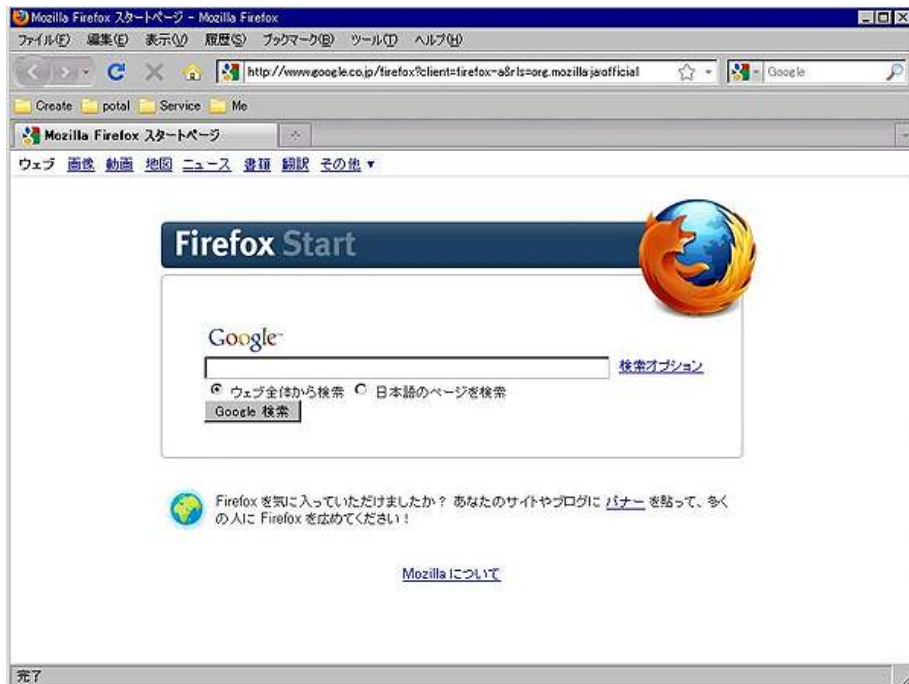 Mozilla Firefox スタートページ - Mozilla Firefox
ファイル(F) 編集(E) 表示(V) 履歴(S) ブックマーク(B) ツール(T) ヘルプ(H)
http://www.google.co.jp/firefox?client=firefox-a&rls=org.mozilla:ja:official Google
Create potal Service Me
Mozilla Firefox スタートページ
ウェブ 画像 動画 地図 ニュース 書籍 翻訳 その他 ▼
Firefox Start
Google™
検索オプション
ウェブ全体から検索 日本語のページを検索
Google 検索
Firefox を気に入っていただけましたか？ あなたのサイトやブログに バナー を貼って、多く
の人に Firefox を広めてください！
Mozilla について
完了